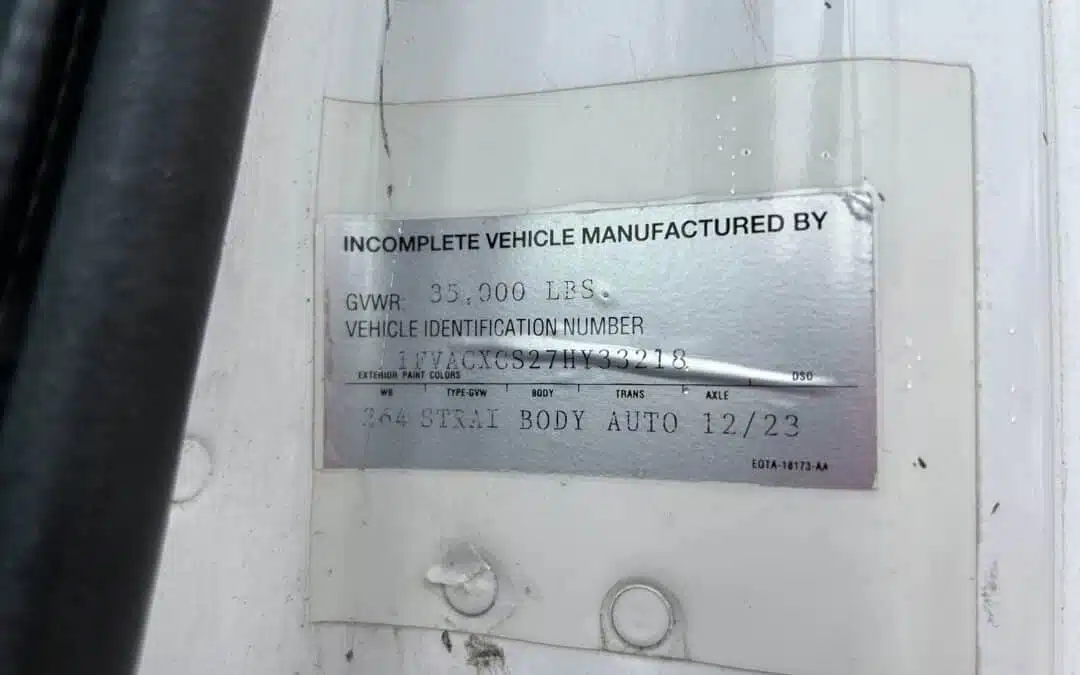 INCOMPLETE VEHICLE MANUFACTURED BY
GVWR: 35,000 LBS.
VEHICLE IDENTIFICATION NUMBER
1FVACXCS27HY33218
EXTERIOR PAINT COLORS DSO
WB TYPE-GVW BODY TRANS AXLE
264 STRAI BODY AUTO 12/23
EOTA-18173-AA